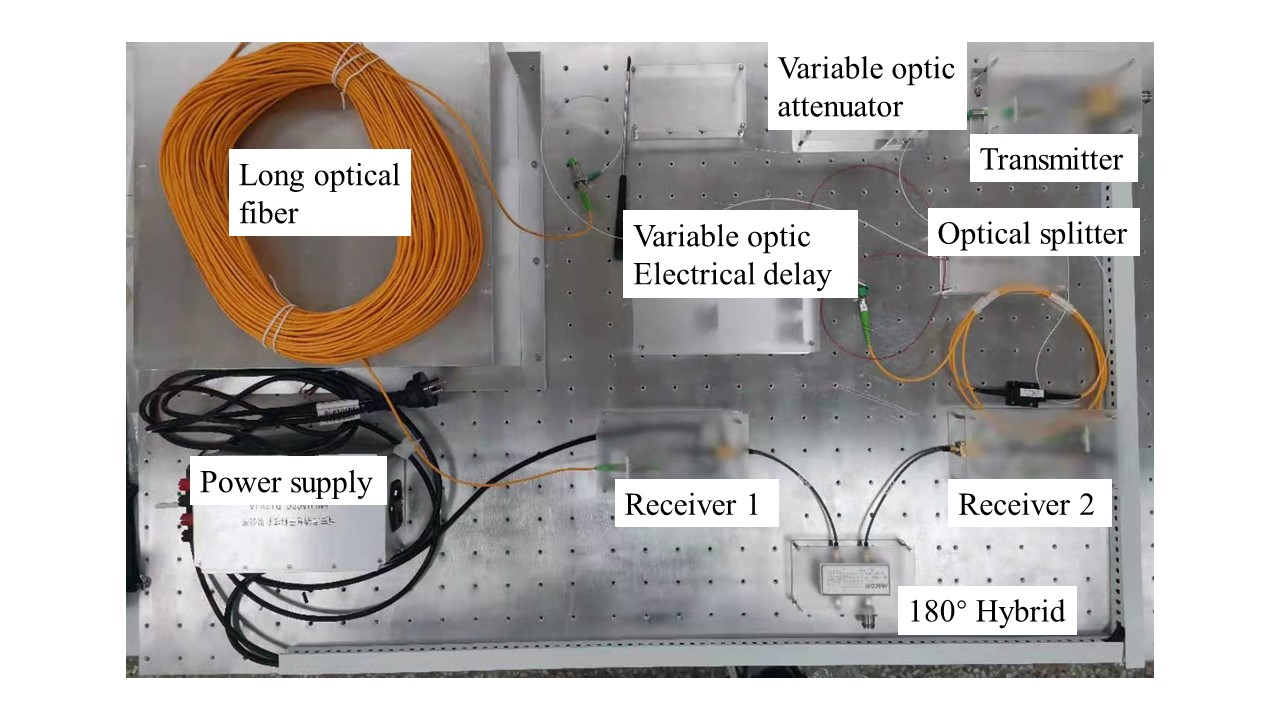 Variable optic
attenuator
Transmitter
Long optical
fiber
Variable optic
Electrical delay
Optical splitter
Power supply
Receiver 1
Receiver 2
180° Hybrid